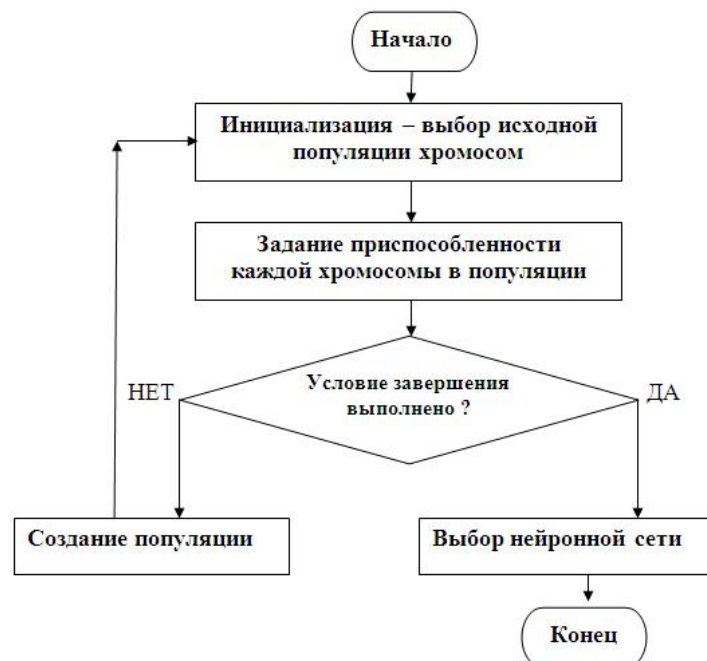 Начало
Инициализация – выбор исходной
популяции хромосом
Задание приспособленности
каждой хромосомы в популяции
Условие завершения
выполнено ?
НЕТ
ДА
Создание популяции
Выбор нейронной сети
Конец